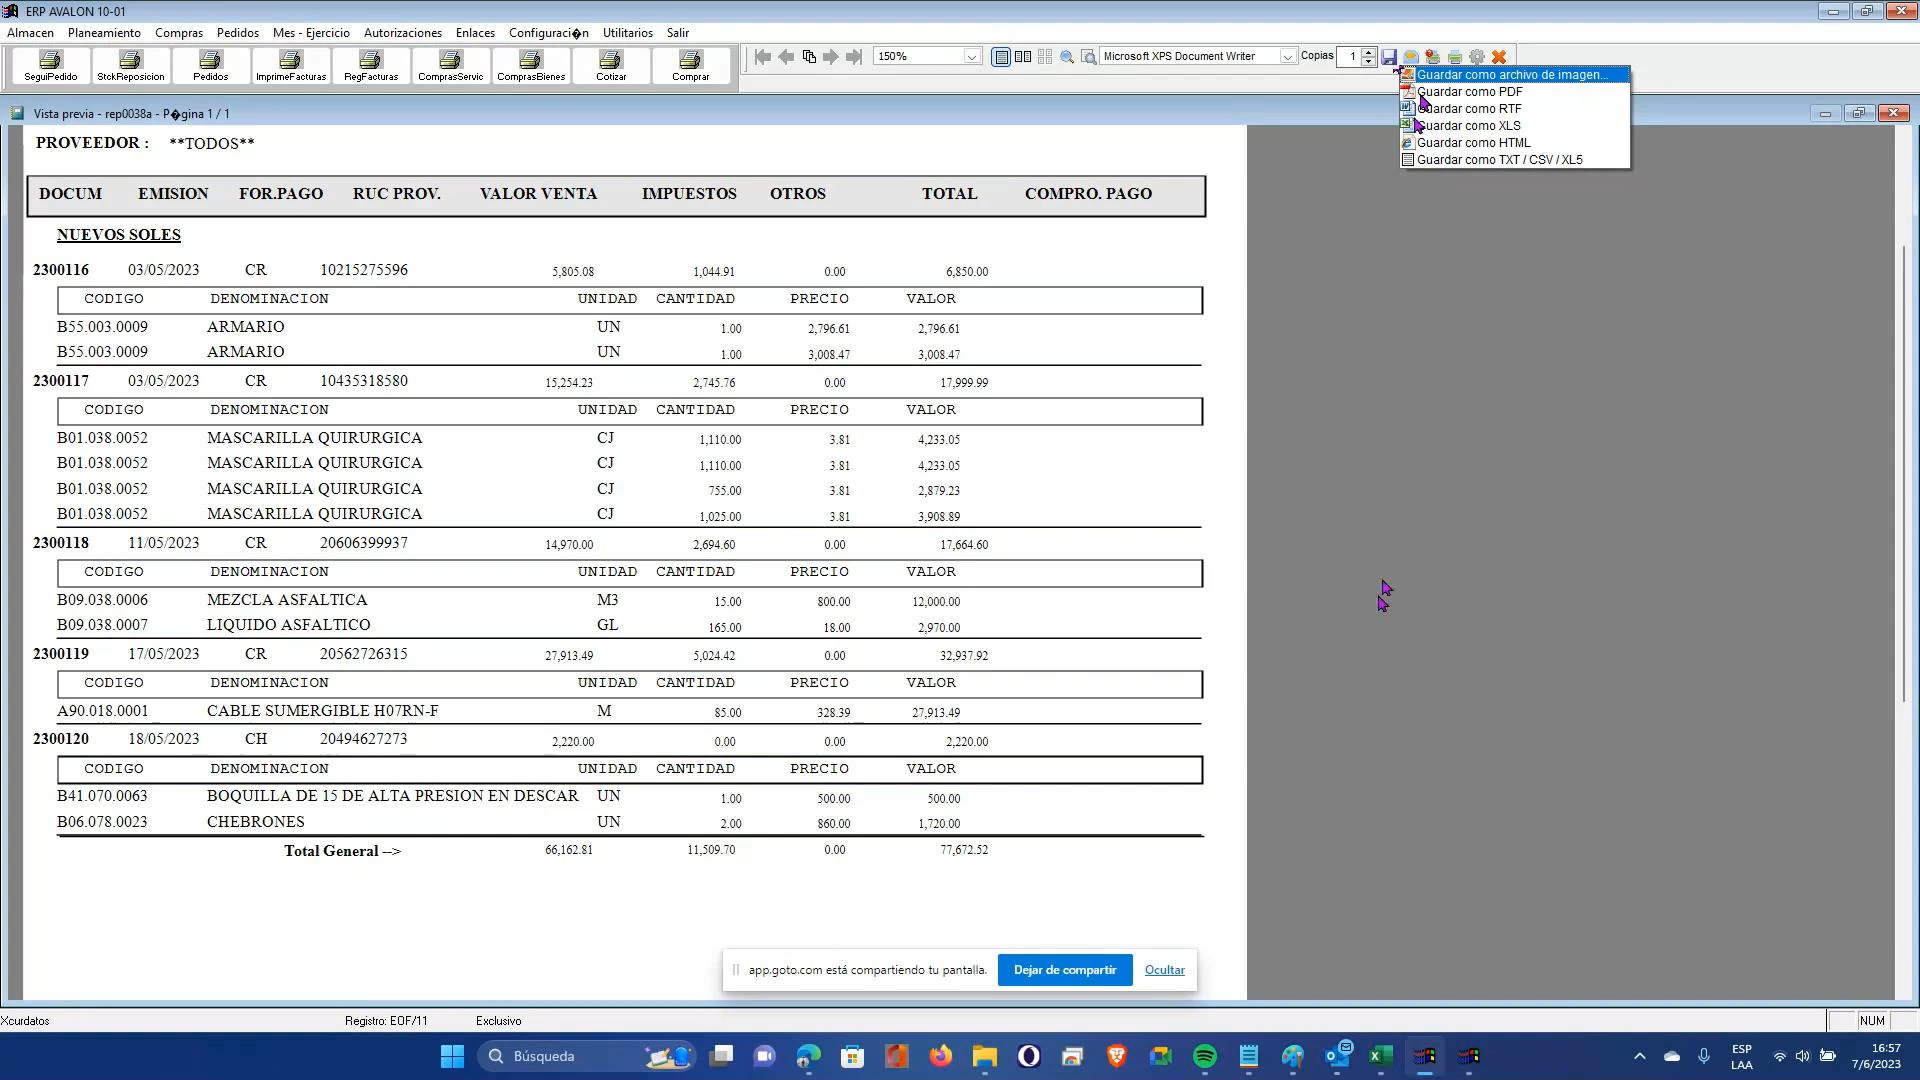 ERP AVALON 10-01
Almacen Planeamiento Compras Pedidos Mes - Ejercicio Autorizaciones Enlaces Configuraci�n Utilitarios Salir
SeguiPedido StckReposicion Pedidos ImprimeFacturas RegFacturas ComprasServic ComprasBienes Cotizar Comprar
150% Microsoft XPS Document Writer Copias 1
Guardar como archivo de imagen...
Guardar como PDF
Guardar como RTF
Guardar como XLS
Guardar como HTML
Guardar como TXT / CSV / XL5
Vista previa - rep0038a - P�gina 1 / 1
PROVEEDOR : **TODOS**
DOCUM EMISION FOR.PAGO RUC PROV. VALOR VENTA IMPUESTOS OTROS TOTAL COMPRO. PAGO
NUEVOS SOLES
2300116 03/05/2023 CR 10215275596 5,805.08 1,044.91 0.00 6,850.00
CODIGO DENOMINACION UNIDAD CANTIDAD PRECIO VALOR
B55.003.0009 ARMARIO UN 1.00 2,796.61 2,796.61
B55.003.0009 ARMARIO UN 1.00 3,008.47 3,008.47
2300117 03/05/2023 CR 10435318580 15,254.23 2,745.76 0.00 17,999.99
CODIGO DENOMINACION UNIDAD CANTIDAD PRECIO VALOR
B01.038.0052 MASCARILLA QUIRURGICA CJ 1,110.00 3.81 4,233.05
B01.038.0052 MASCARILLA QUIRURGICA CJ 1,110.00 3.81 4,233.05
B01.038.0052 MASCARILLA QUIRURGICA CJ 755.00 3.81 2,879.23
B01.038.0052 MASCARILLA QUIRURGICA CJ 1,025.00 3.81 3,908.89
2300118 11/05/2023 CR 20606399937 14,970.00 2,694.60 0.00 17,664.60
CODIGO DENOMINACION UNIDAD CANTIDAD PRECIO VALOR
B09.038.0006 MEZCLA ASFALTICA M3 15.00 800.00 12,000.00
B09.038.0007 LIQUIDO ASFALTICO GL 165.00 18.00 2,970.00
2300119 17/05/2023 CR 20562726315 27,913.49 5,024.42 0.00 32,937.92
CODIGO DENOMINACION UNIDAD CANTIDAD PRECIO VALOR
A90.018.0001 CABLE SUMERGIBLE H07RN-F M 85.00 328.39 27,913.49
2300120 18/05/2023 CH 20494627273 2,220.00 0.00 0.00 2,220.00
CODIGO DENOMINACION UNIDAD CANTIDAD PRECIO VALOR
B41.070.0063 BOQUILLA DE 15 DE ALTA PRESION EN DESCAR UN 1.00 500.00 500.00
B06.078.0023 CHEBRONES UN 2.00 860.00 1,720.00
Total General --> 66,162.81 11,509.70 0.00 77,672.52
app.goto.com está compartiendo tu pantalla. Dejar de compartir Ocultar
Xcurdatos Registro: EOF/11 Exclusivo NUM
Búsqueda
ESP
LAA
16:57
7/6/2023